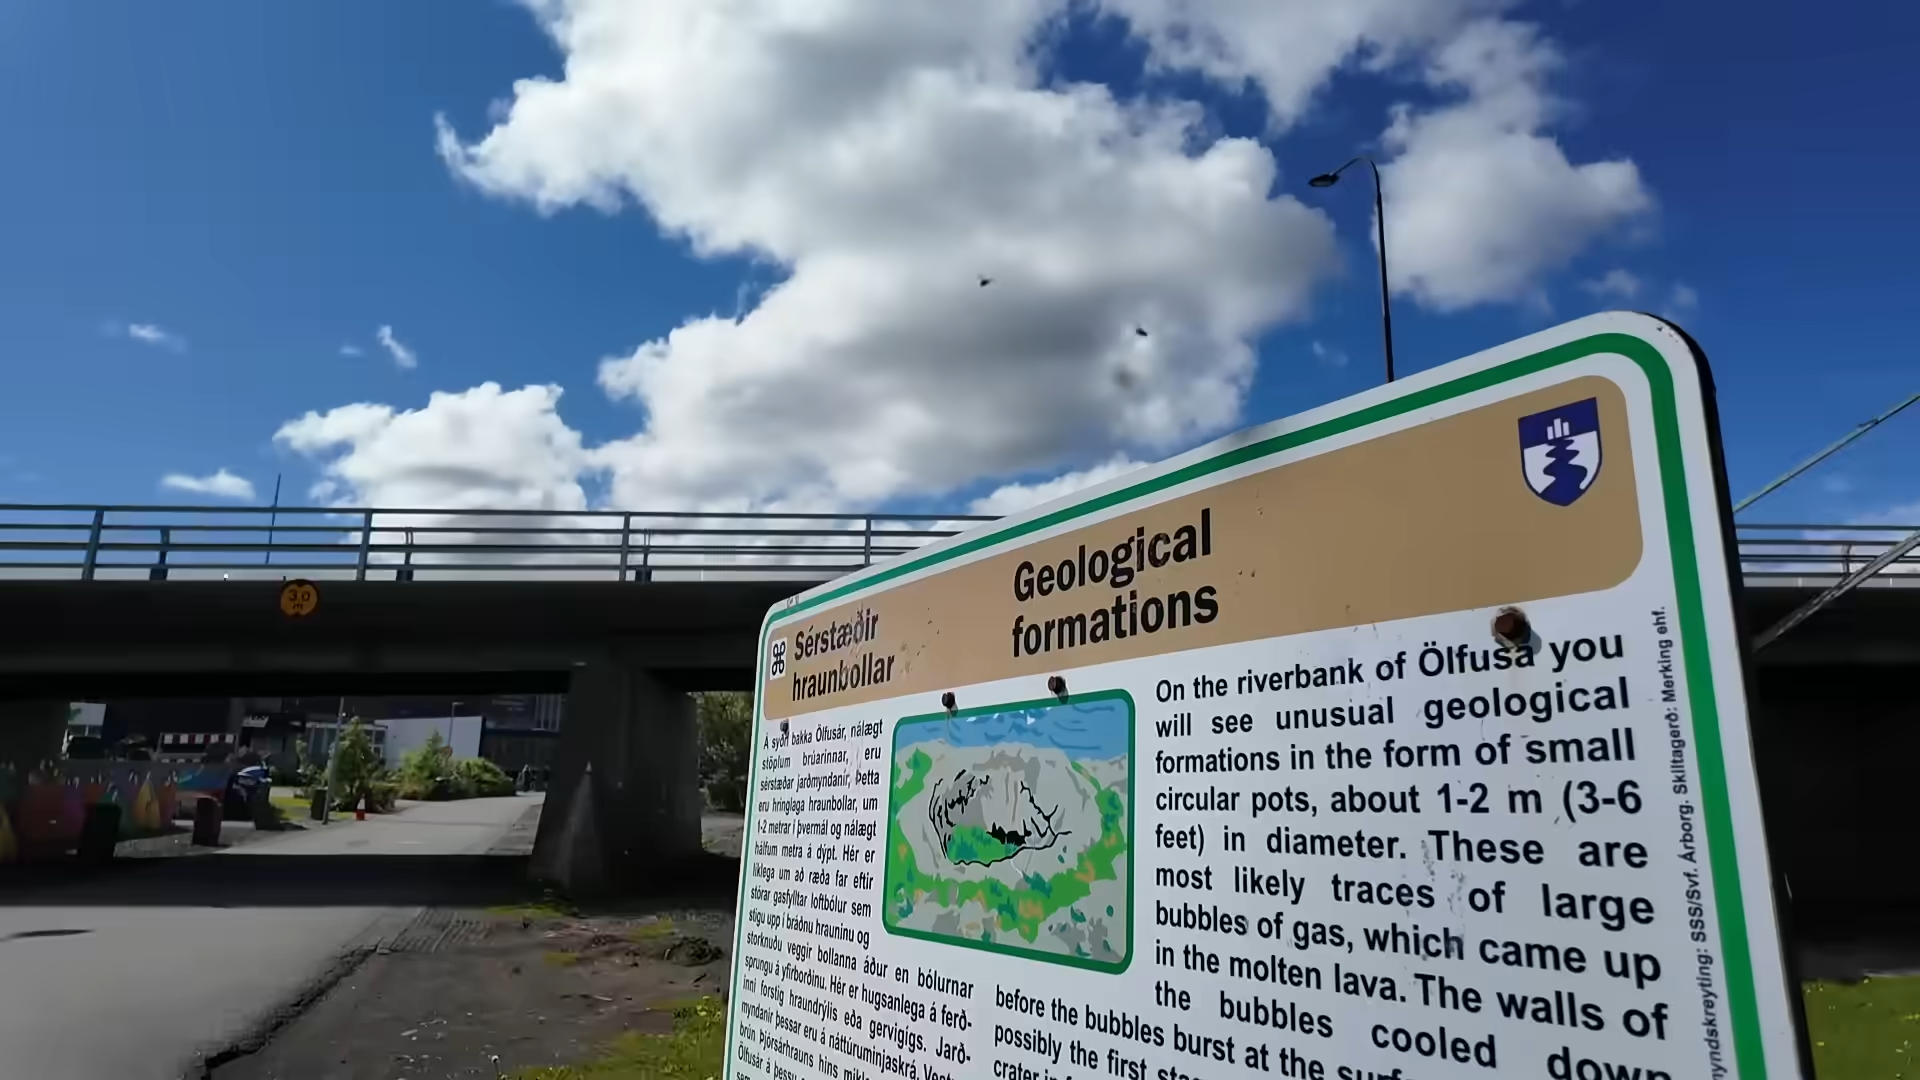 3.0
m
⌘
Sérstæðir
hraunbollar
Geological
formations
Á syðri bakka Ölfusár, nálægt
stöplum brúarinnar, eru
sérstæðar jarðmyndanir, Þetta
eru hringlaga hraunbollar, um
1-2 metrar í þvermál og nálægt
hálfum metra á dýpt. Hér er
líklega um að ræða far eftir
stórar gasfylltar loftbólur sem
stigu upp í bráðnu hrauninu og
storknuðu veggir bollanna áður en bólurnar
sprungu á yfirborðinu. Hér er hugsanlega á ferð-
inni forstig hraundrýlis eða gervigígs. Jarð-
myndanir þessar eru á náttúruminjaskrá.
brún Þjórsárhrauns hins
Ölfusár á þessu
On the riverbank of Ölfusá you
will see unusual geological
formations in the form of small
circular pots, about 1-2 m (3-6
feet) in diameter. These are
most likely traces of large
bubbles of gas, which came up
in the molten lava. The walls of
the bubbles cooled down
before the bubbles burst at the
possibly the first
crater
myndskreyting: SSS/Svf. Árborg. Skiltagerð: Merking ehf.